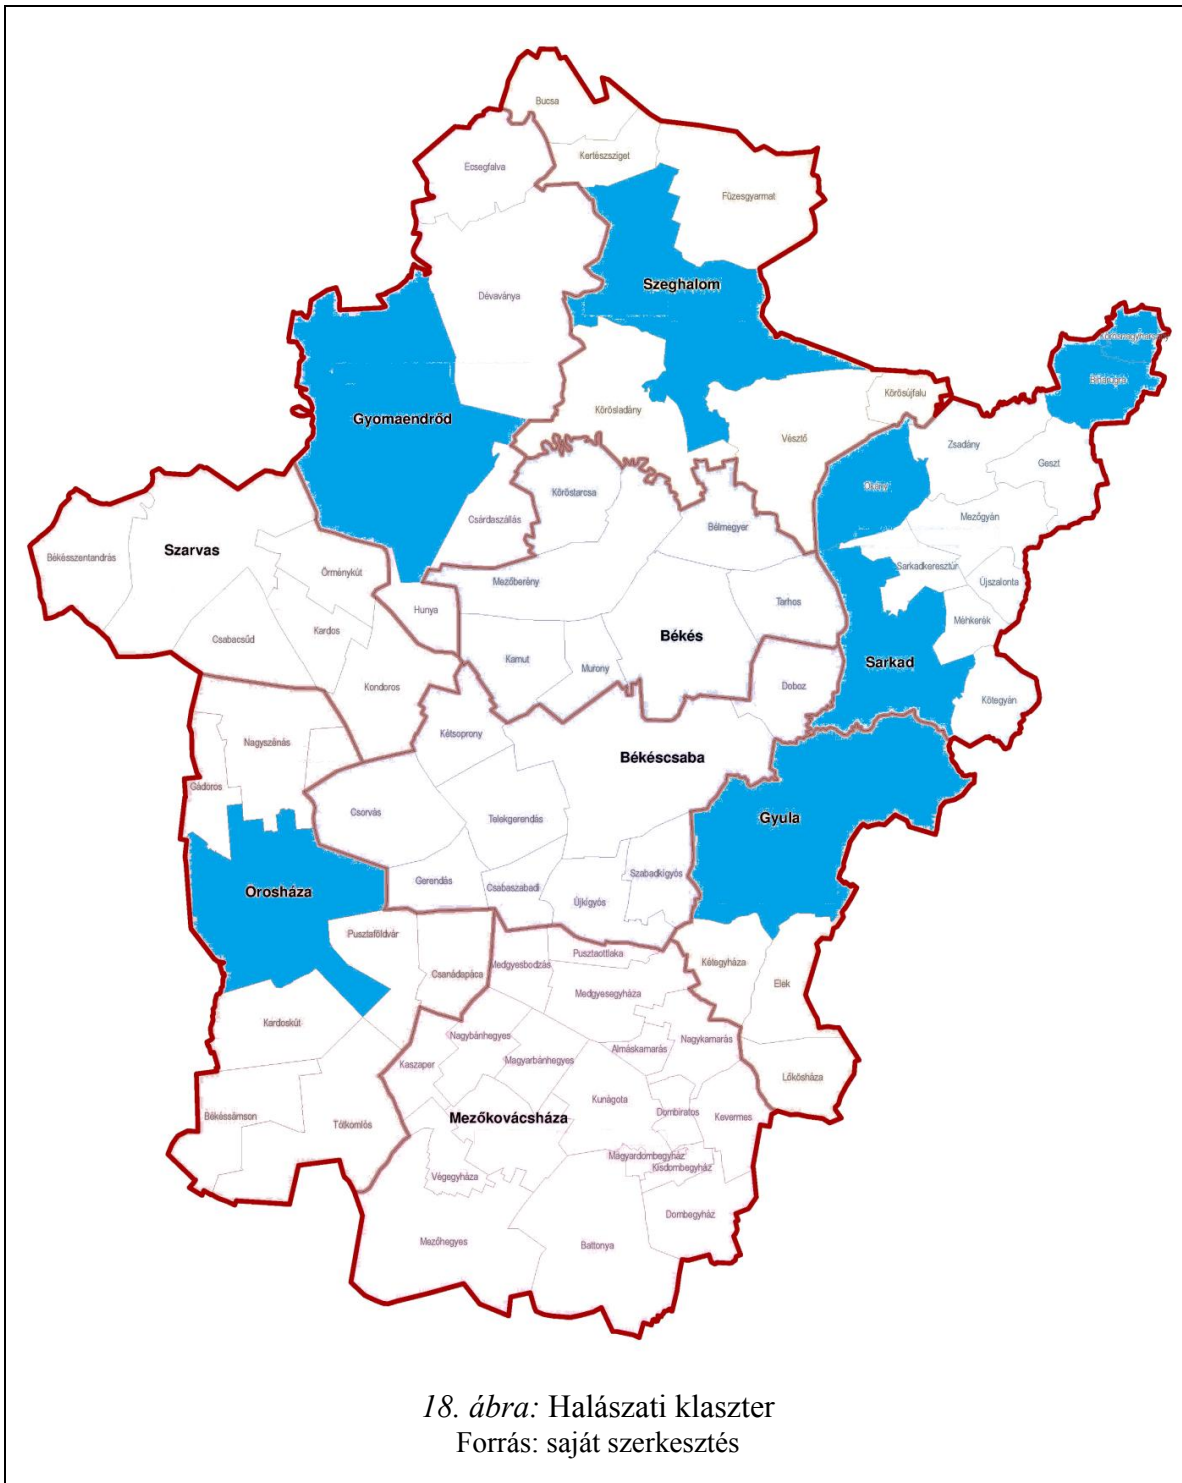 Bucsa
Ecsegfalva
Kertészsziget
Füzesgyarmat
Szeghalom
Dévaványa
Biharugra
Gyomaendrőd
Körösladány
Körösújfalu
Vésztő
Zsadány
Geszt
Okány
Köröstarcsa
Csárdaszállás
Bélmegyer
Mezőgyán
Békésszentandrás
Szarvas
Örménykút
Mezőberény
Sarkadkeresztúr
Újszalonta
Hunya
Tarhos
Méhkerék
Csabacsűd
Kardos
Békés
Kamut
Murony
Sarkad
Kondoros
Doboz
Kötegyán
Nagyszénás
Kétsoprony
Békéscsaba
Gádoros
Csorvás
Telekgerendás
Gyula
Orosháza
Gerendás
Csabaszabadi
Szabadkígyós
Újkígyós
Pusztaföldvár
Csanádapáca
Medgyesbodzás
Pusztaottlaka
Kétegyháza
Elek
Medgyesegyháza
Kardoskút
Nagybánhegyes
Kaszaper
Magyarbánhegyes
Almáskamarás
Nagykamarás
Lőkösháza
Kunágota
Békéssámson
Tótkomlós
Mezőkovácsháza
Dombiratos
Kevermes
Magyardombegyház
Kisdombegyház
Végegyháza
Dombegyház
Mezőhegyes
Battonya
18. ábra: Halászati klaszter
Forrás: saját szerkesztés